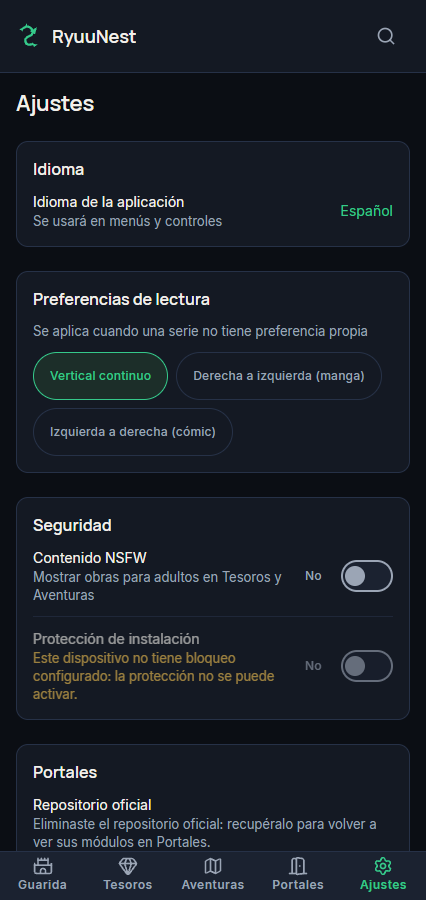 RyuuNest
Ajustes
Idioma
Idioma de la aplicación
Se usará en menús y controles
Español
Preferencias de lectura
Se aplica cuando una serie no tiene preferencia propia
Vertical continuo
Derecha a izquierda (manga)
Izquierda a derecha (cómic)
Seguridad
Contenido NSFW
Mostrar obras para adultos en Tesoros y
Aventuras
No
Protección de instalación
Este dispositivo no tiene bloqueo
configurado: la protección no se puede
activar.
No
Portales
Repositorio oficial
Eliminaste el repositorio oficial: recupéralo para volver a
ver sus módulos en Portales.
Guarida
Tesoros
Aventuras
Portales
Ajustes